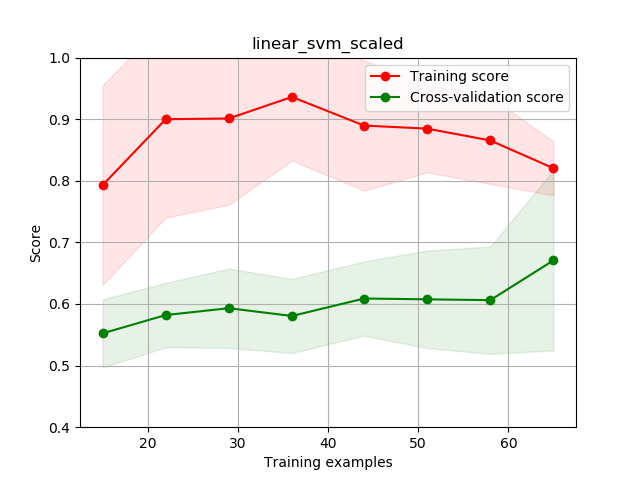 linear_svm_scaled
Training score
Cross-validation score
1.0
0.9
0.8
0.7
0.6
0.5
0.4
Score
20 30 40 50 60
Training examples